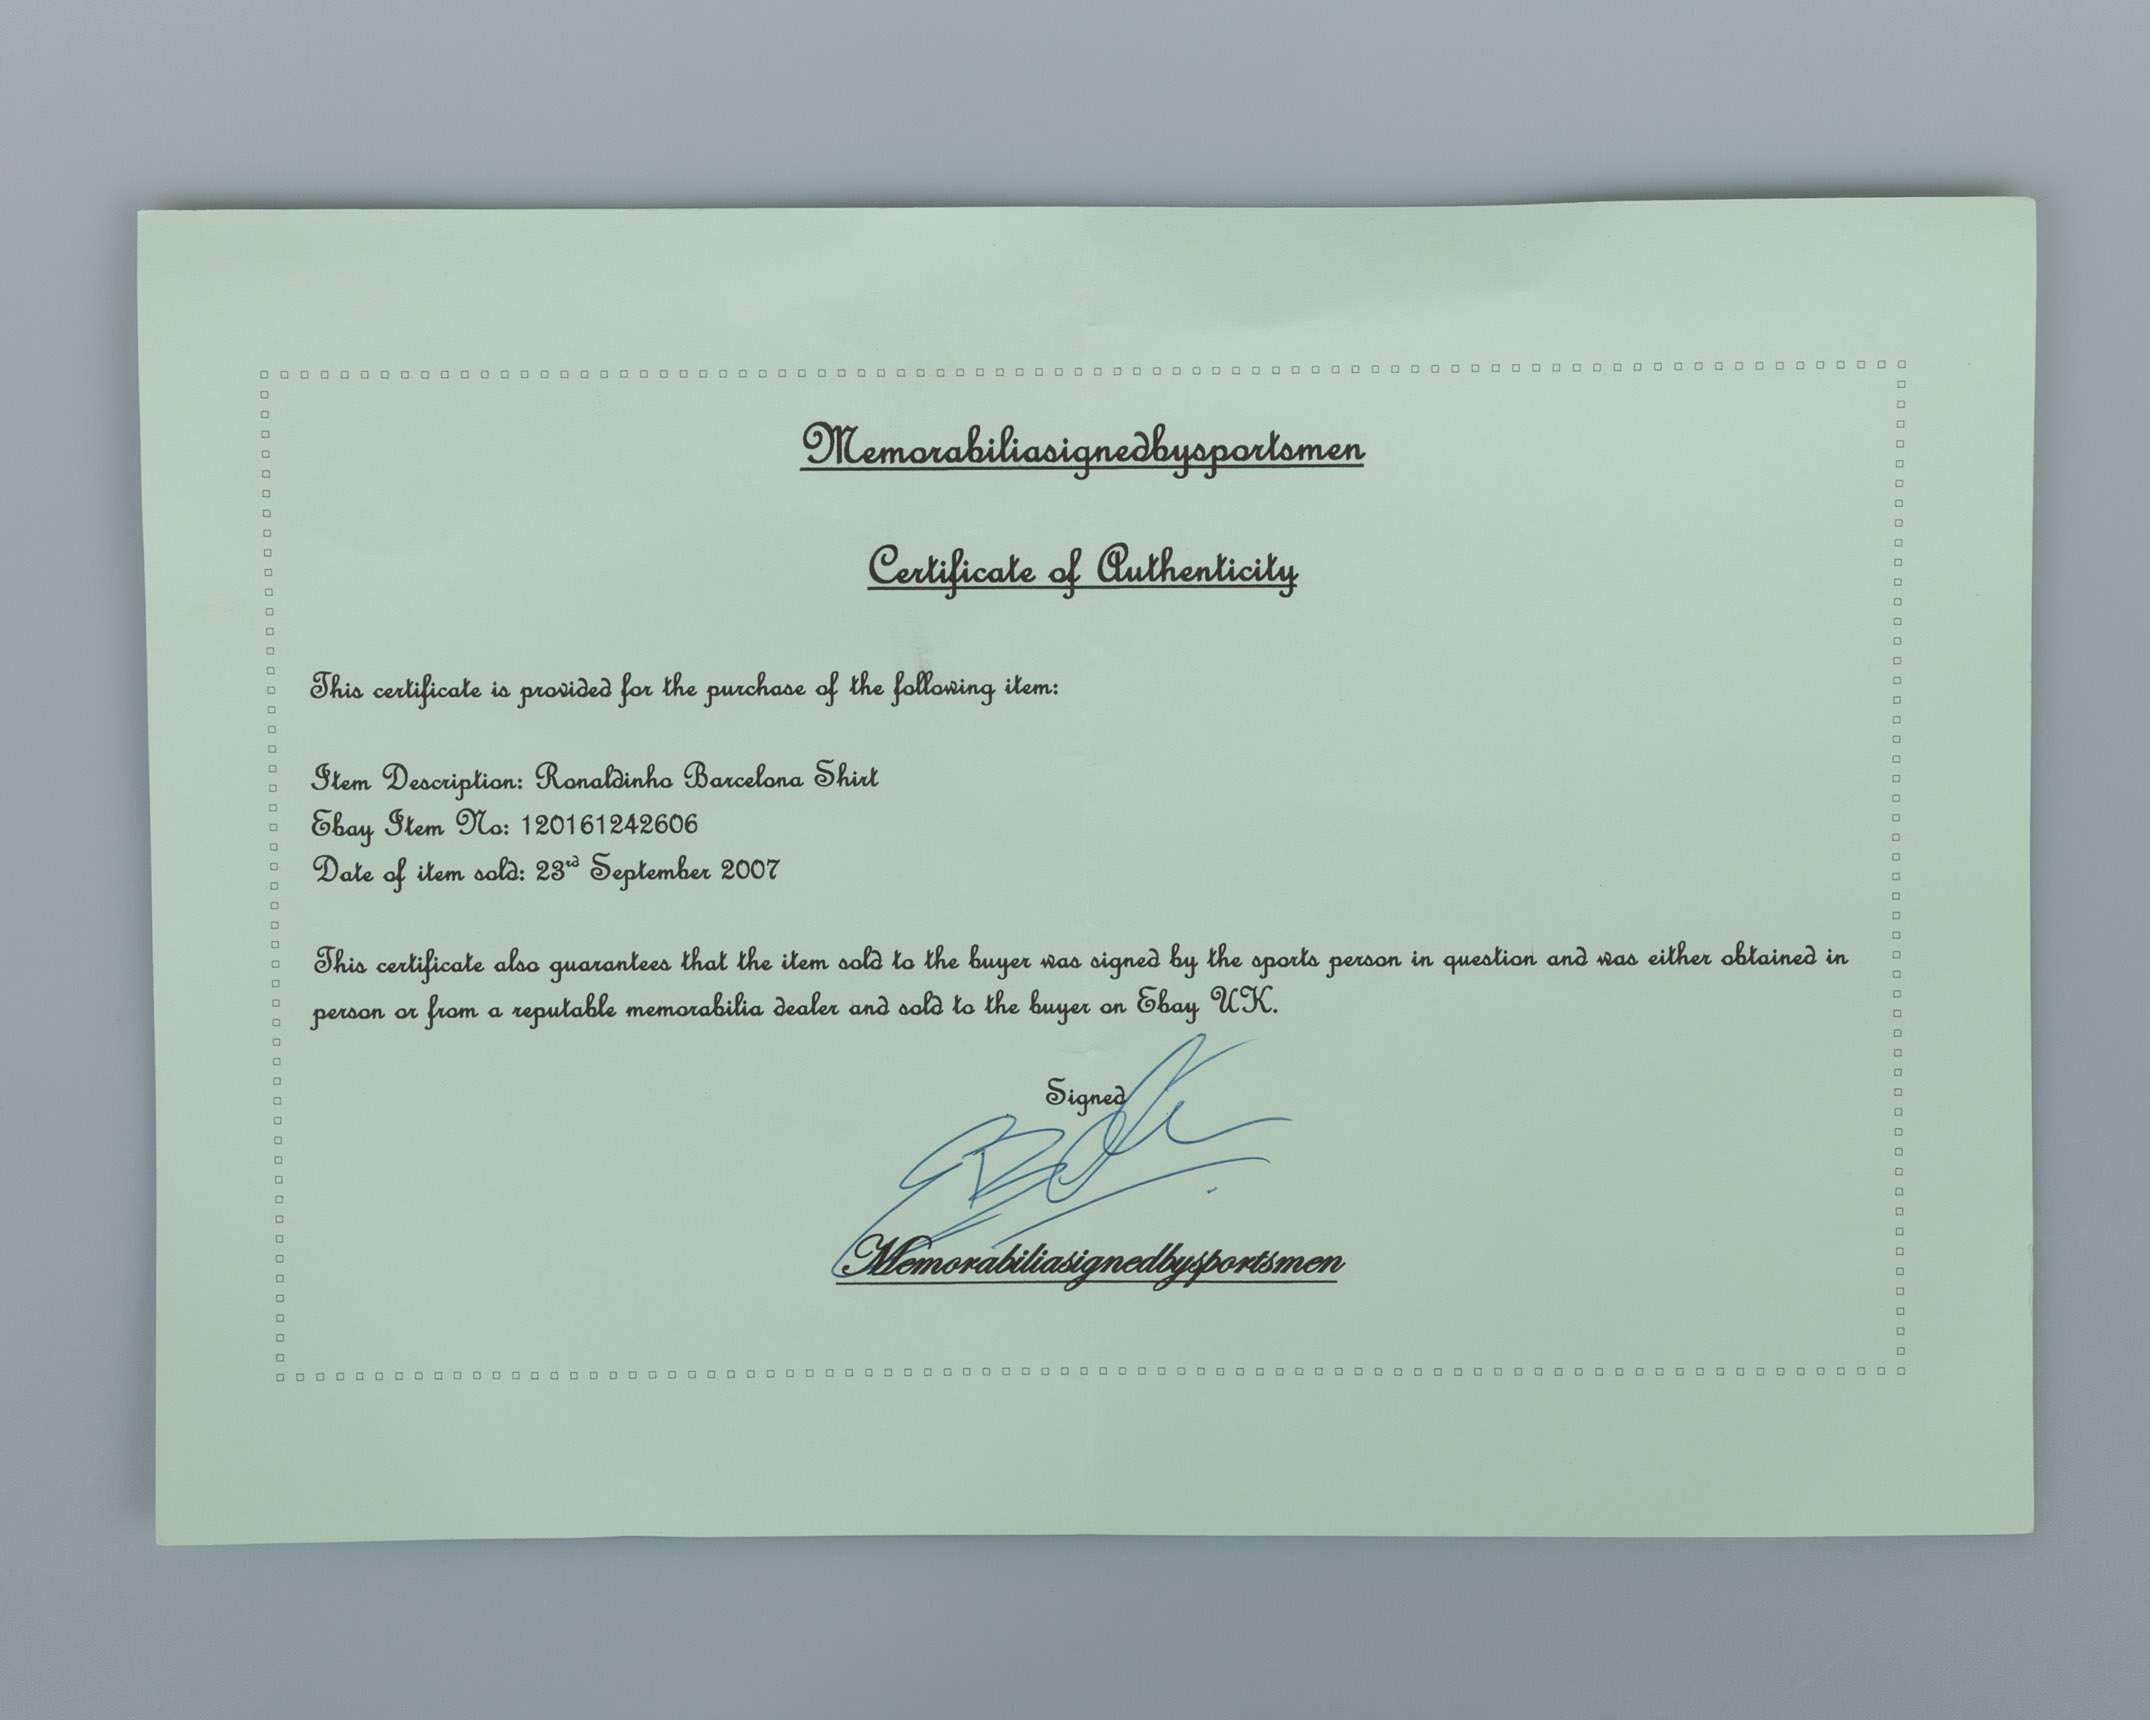 Memorabiliasignedbysportsmen
Certificate of Authenticity
This certificate is provided for the purchase of the following item:
Item Description: Ronaldinho Barcelona Shirt
Ebay Item No: 120161242606
Date of item sold: 23rd September 2007
This certificate also guarantees that the item sold to the buyer was signed by the sports person in question and was either obtained in
person or from a reputable memorabilia dealer and sold to the buyer on Ebay UK.
Signed
Memorabiliasignedbysportsmen